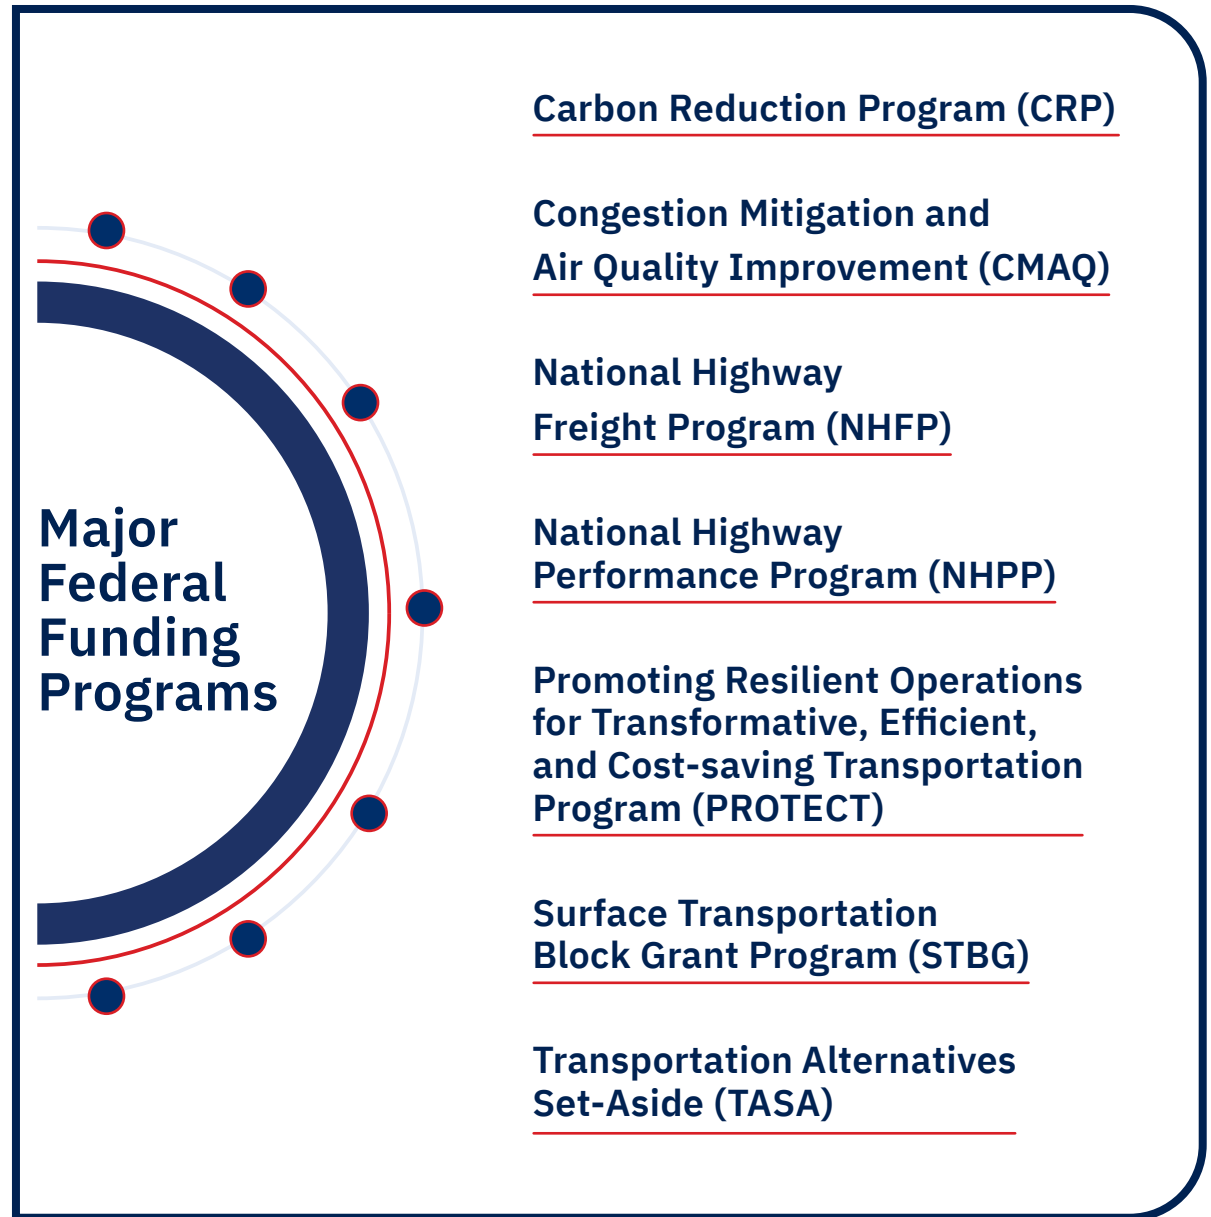 Major
Federal
Funding
Programs
Carbon Reduction Program (CRP)
Congestion Mitigation and
Air Quality Improvement (CMAQ)
National Highway
Freight Program (NHFP)
National Highway
Performance Program (NHPP)
Promoting Resilient Operations
for Transformative, Efficient,
and Cost-saving Transportation
Program (PROTECT)
Surface Transportation
Block Grant Program (STBG)
Transportation Alternatives
Set-Aside (TASA)